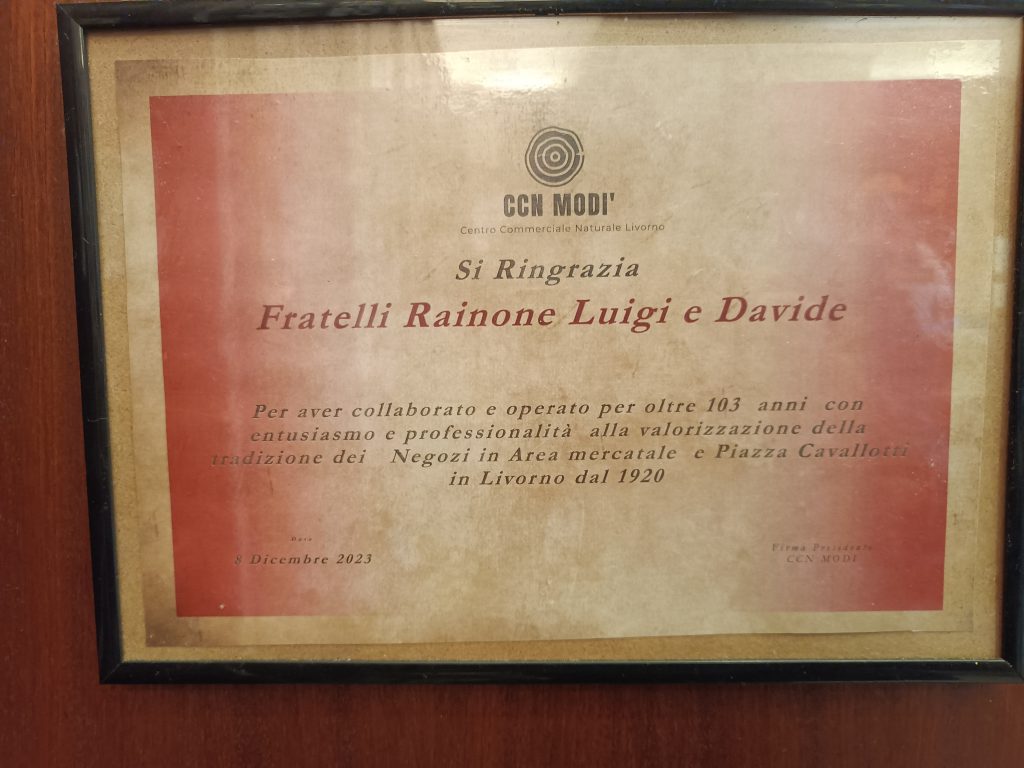 CCN MODI'
Centro Commerciale Naturale Livorno
Si Ringrazia
Fratelli Rainone Luigi e Davide
Per aver collaborato e operato per oltre 103 anni con
entusiasmo e professionalità alla valorizzazione della
tradizione dei Negozi in Area mercatale e Piazza Cavallotti
in Livorno dal 1920
Data
8 Dicembre 2023
Firma Presidente
CCN MODI'